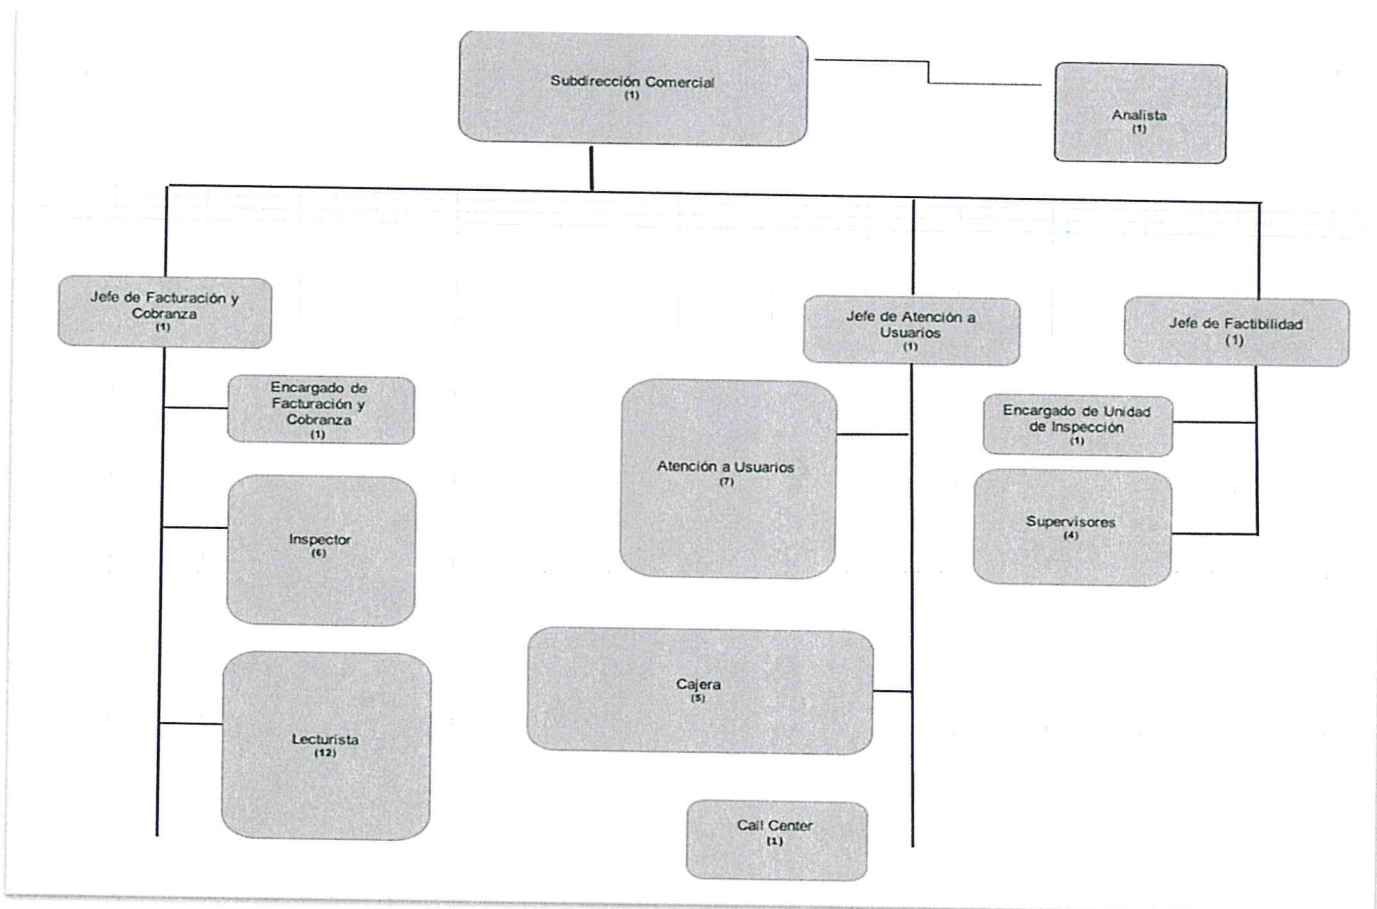 Subdirección Comercial
(1)
Analista
(1)
Jefe de Facturación y
Cobranza
(1)
Encargado de
Facturación y
Cobranza
(1)
Inspector
(6)
Lecturista
(12)
Jefe de Atención a
Usuarios
(1)
Atención a Usuarios
(7)
Cajera
(5)
Call Center
(1)
Jefe de Factibilidad
(1)
Encargado de Unidad
de Inspección
(1)
Supervisores
(4)